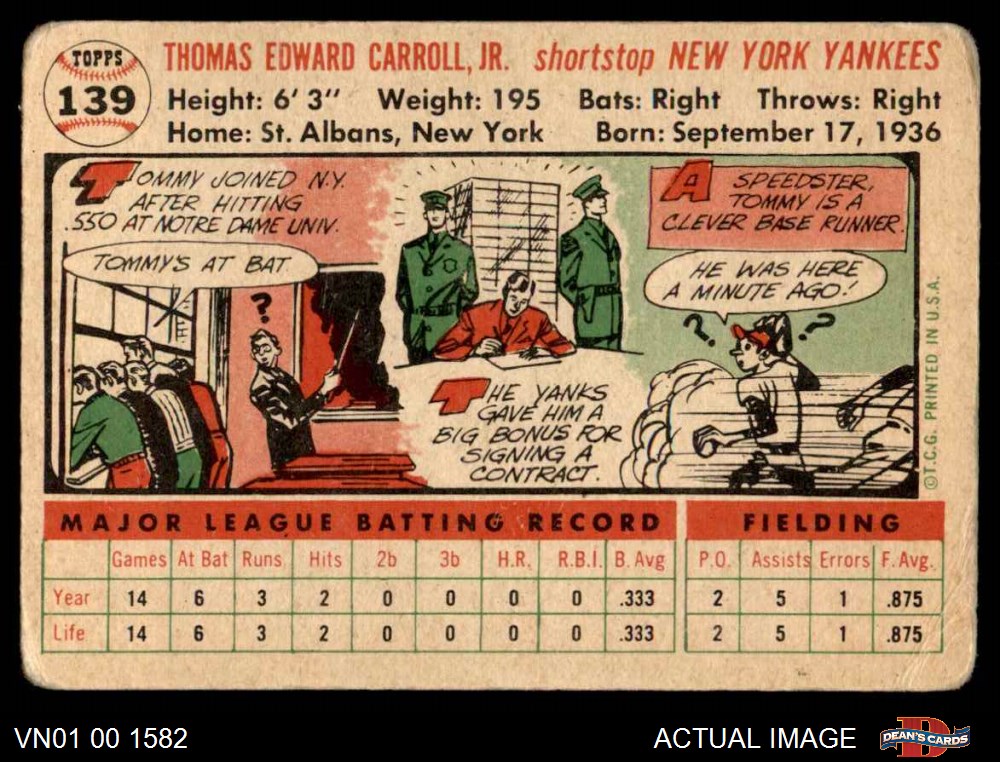 TOPPS
139
THOMAS EDWARD CARROLL, JR. shortstop NEW YORK YANKEES
Height: 6' 3" Weight: 195 Bats: Right Throws: Right
Home: St. Albans, New York Born: September 17, 1936
TOMMY JOINED N.Y.
AFTER HITTING
.550 AT NOTRE DAME UNIV.
TOMMY'S AT BAT
?
THE YANKS
GAVE HIM A
BIG BONUS FOR
SIGNING A
CONTRACT.
A SPEEDSTER,
TOMMY IS A
CLEVER BASE RUNNER.
HE WAS HERE
A MINUTE AGO!
? ?
©T.C.G. PRINTED IN U.S.A.
MAJOR LEAGUE BATTING RECORD FIELDING
Games At Bat Runs Hits 2b 3b H.R. R.B.I. B. Avg P.O. Assists Errors F. Avg.
Year 14 6 3 2 0 0 0 0 .333 2 5 1 .875
Life 14 6 3 2 0 0 0 0 .333 2 5 1 .875
VN01 00 1582 ACTUAL IMAGE D DEAN'S CARDS